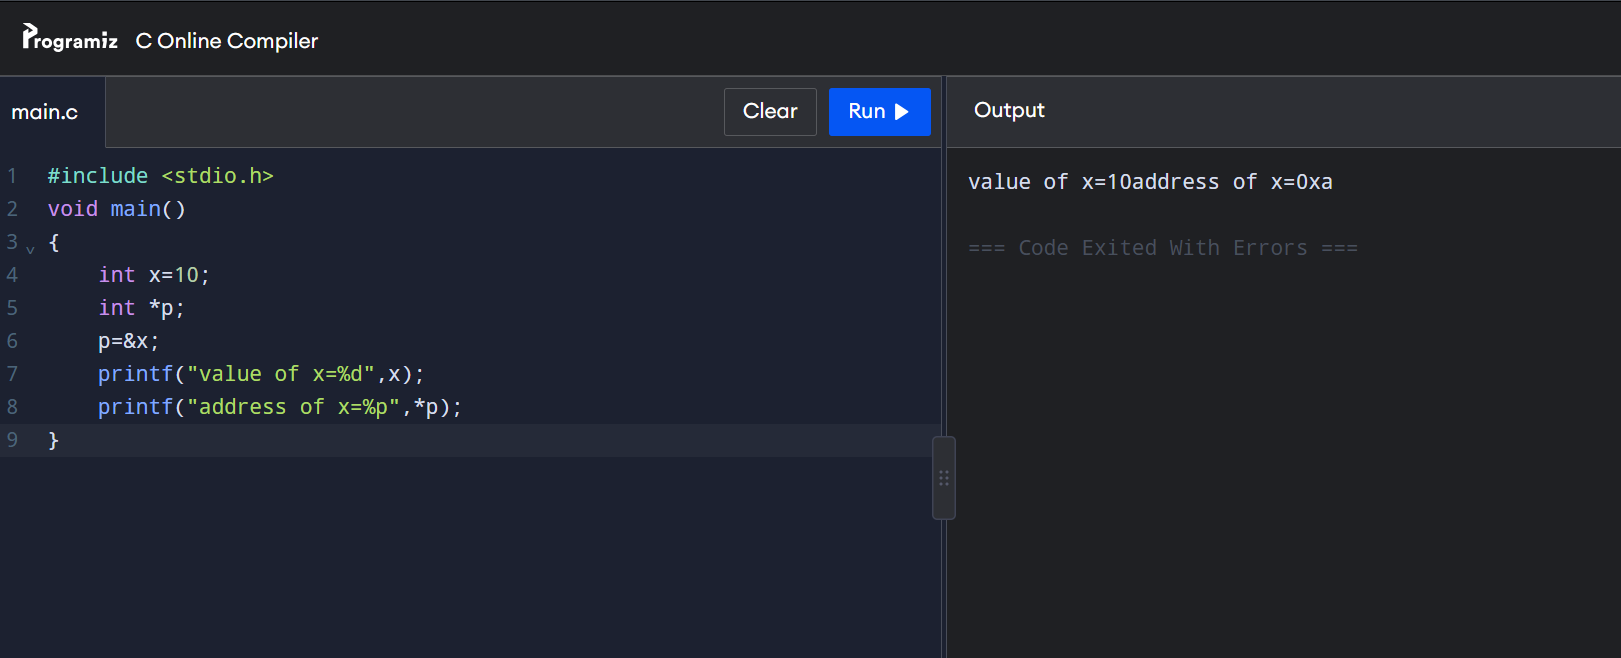 Programiz C Online Compiler
main.c
Clear
Run
Output
1 #include <stdio.h>
2 void main()
3 {
4     int x=10;
5     int *p;
6     p=&x;
7     printf("value of x=%d",x);
8     printf("address of x=%p",*p);
9 }
value of x=10address of x=0xa
=== Code Exited With Errors ===